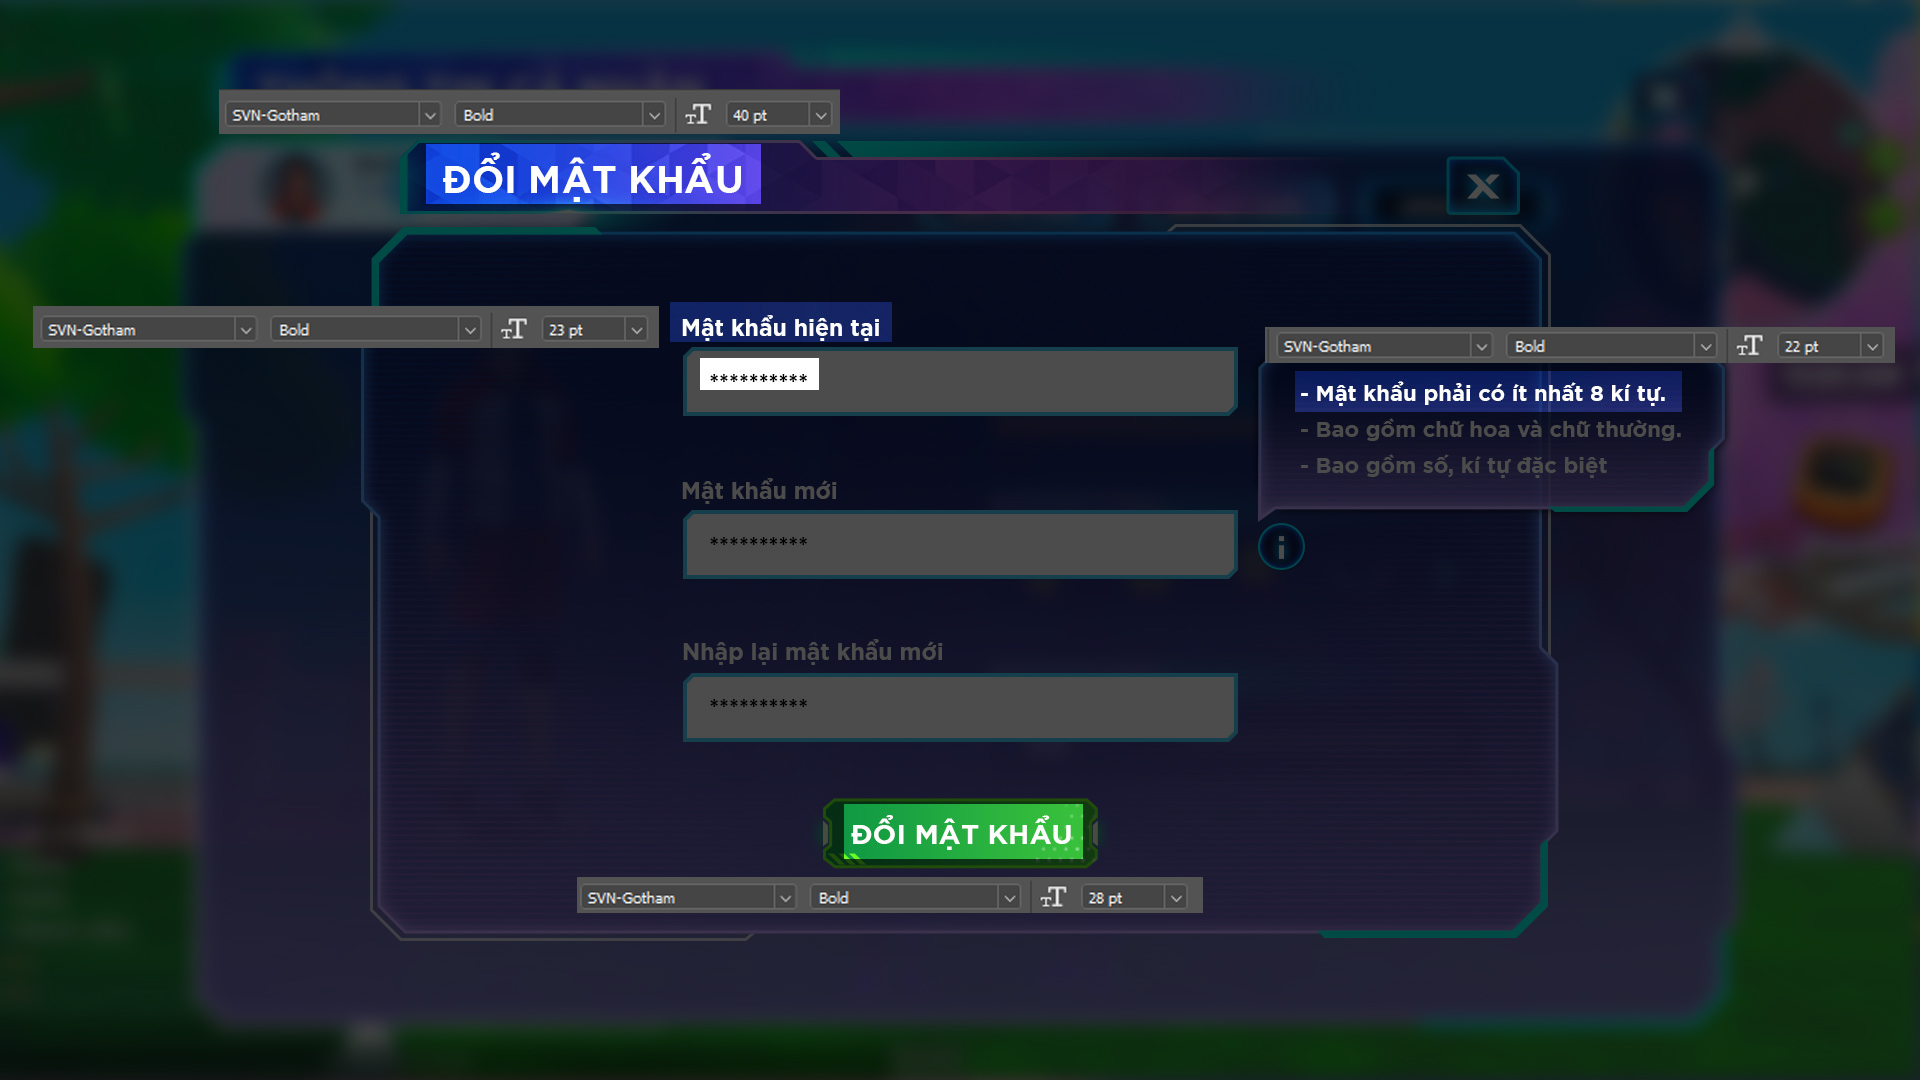 SVN-Gotham Bold 40 pt
ĐỔI MẬT KHẨU
X
SVN-Gotham Bold 23 pt
Mật khẩu hiện tại
**********
SVN-Gotham Bold 22 pt
- Mật khẩu phải có ít nhất 8 kí tự.
- Bao gồm chữ hoa và chữ thường.
- Bao gồm số, kí tự đặc biệt
Mật khẩu mới
**********
i
Nhập lại mật khẩu mới
**********
ĐỔI MẬT KHẨU
SVN-Gotham Bold 28 pt